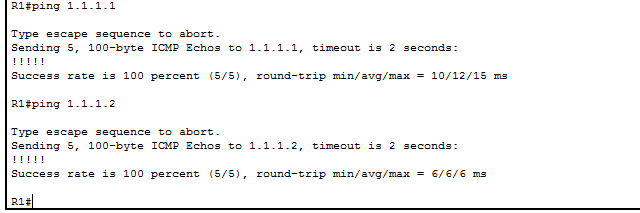 R1#ping 1.1.1.1
Type escape sequence to abort.
Sending 5, 100-byte ICMP Echos to 1.1.1.1, timeout is 2 seconds:
!!!!!
Success rate is 100 percent (5/5), round-trip min/avg/max = 10/12/15 ms
R1#ping 1.1.1.2
Type escape sequence to abort.
Sending 5, 100-byte ICMP Echos to 1.1.1.2, timeout is 2 seconds:
!!!!!
Success rate is 100 percent (5/5), round-trip min/avg/max = 6/6/6 ms
R1#